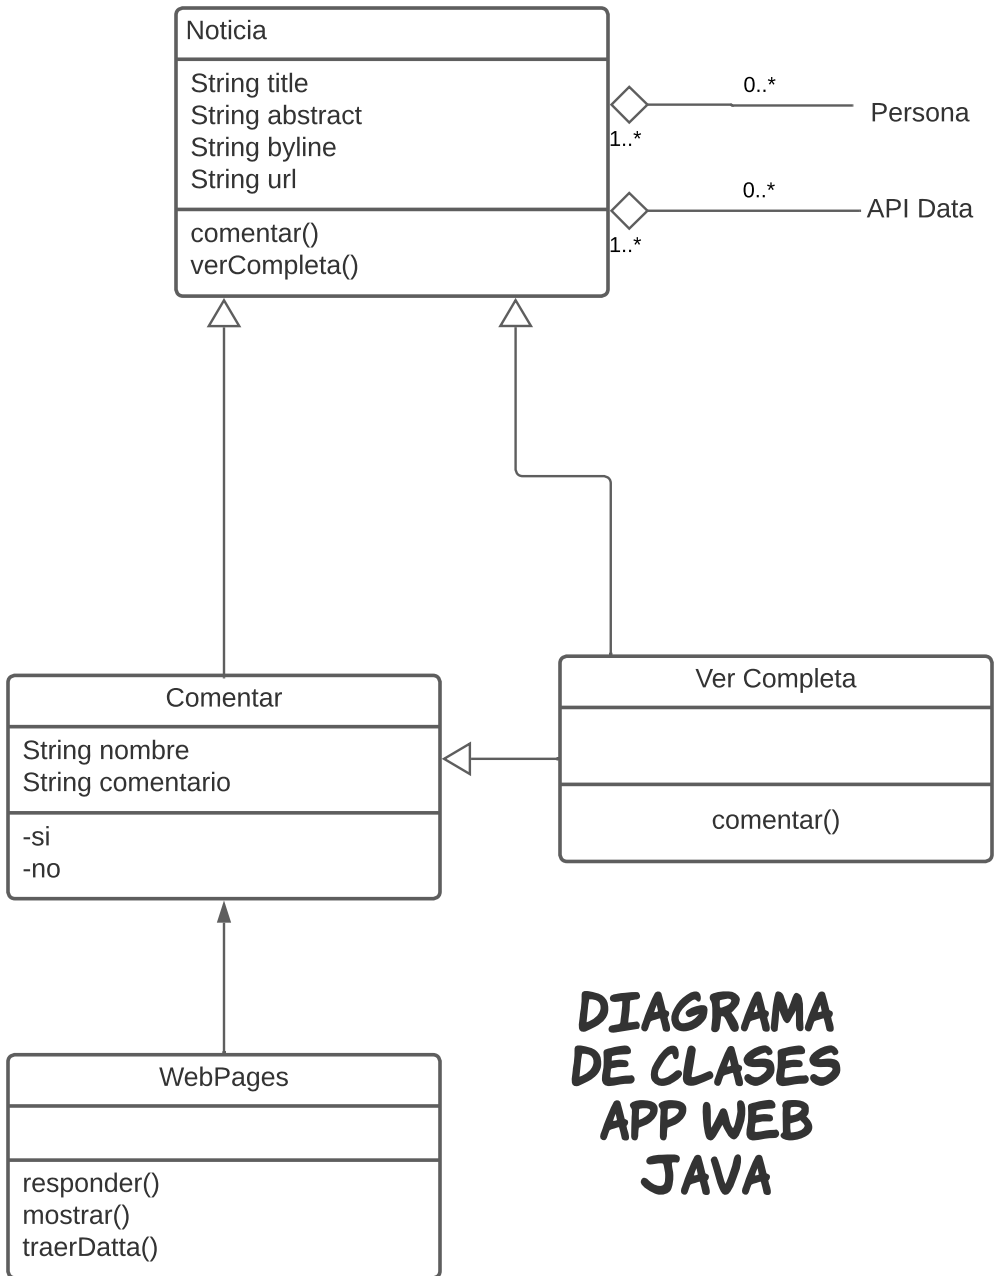 Noticia
String title
String abstract
String byline
String url
comentar()
verCompleta()
0..*
Persona
1..*
0..*
API Data
1..*
Comentar
String nombre
String comentario
-si
-no
Ver Completa
comentar()
WebPages
responder()
mostrar()
traerDatta()
DIAGRAMA
DE CLASES
APP WEB
JAVA